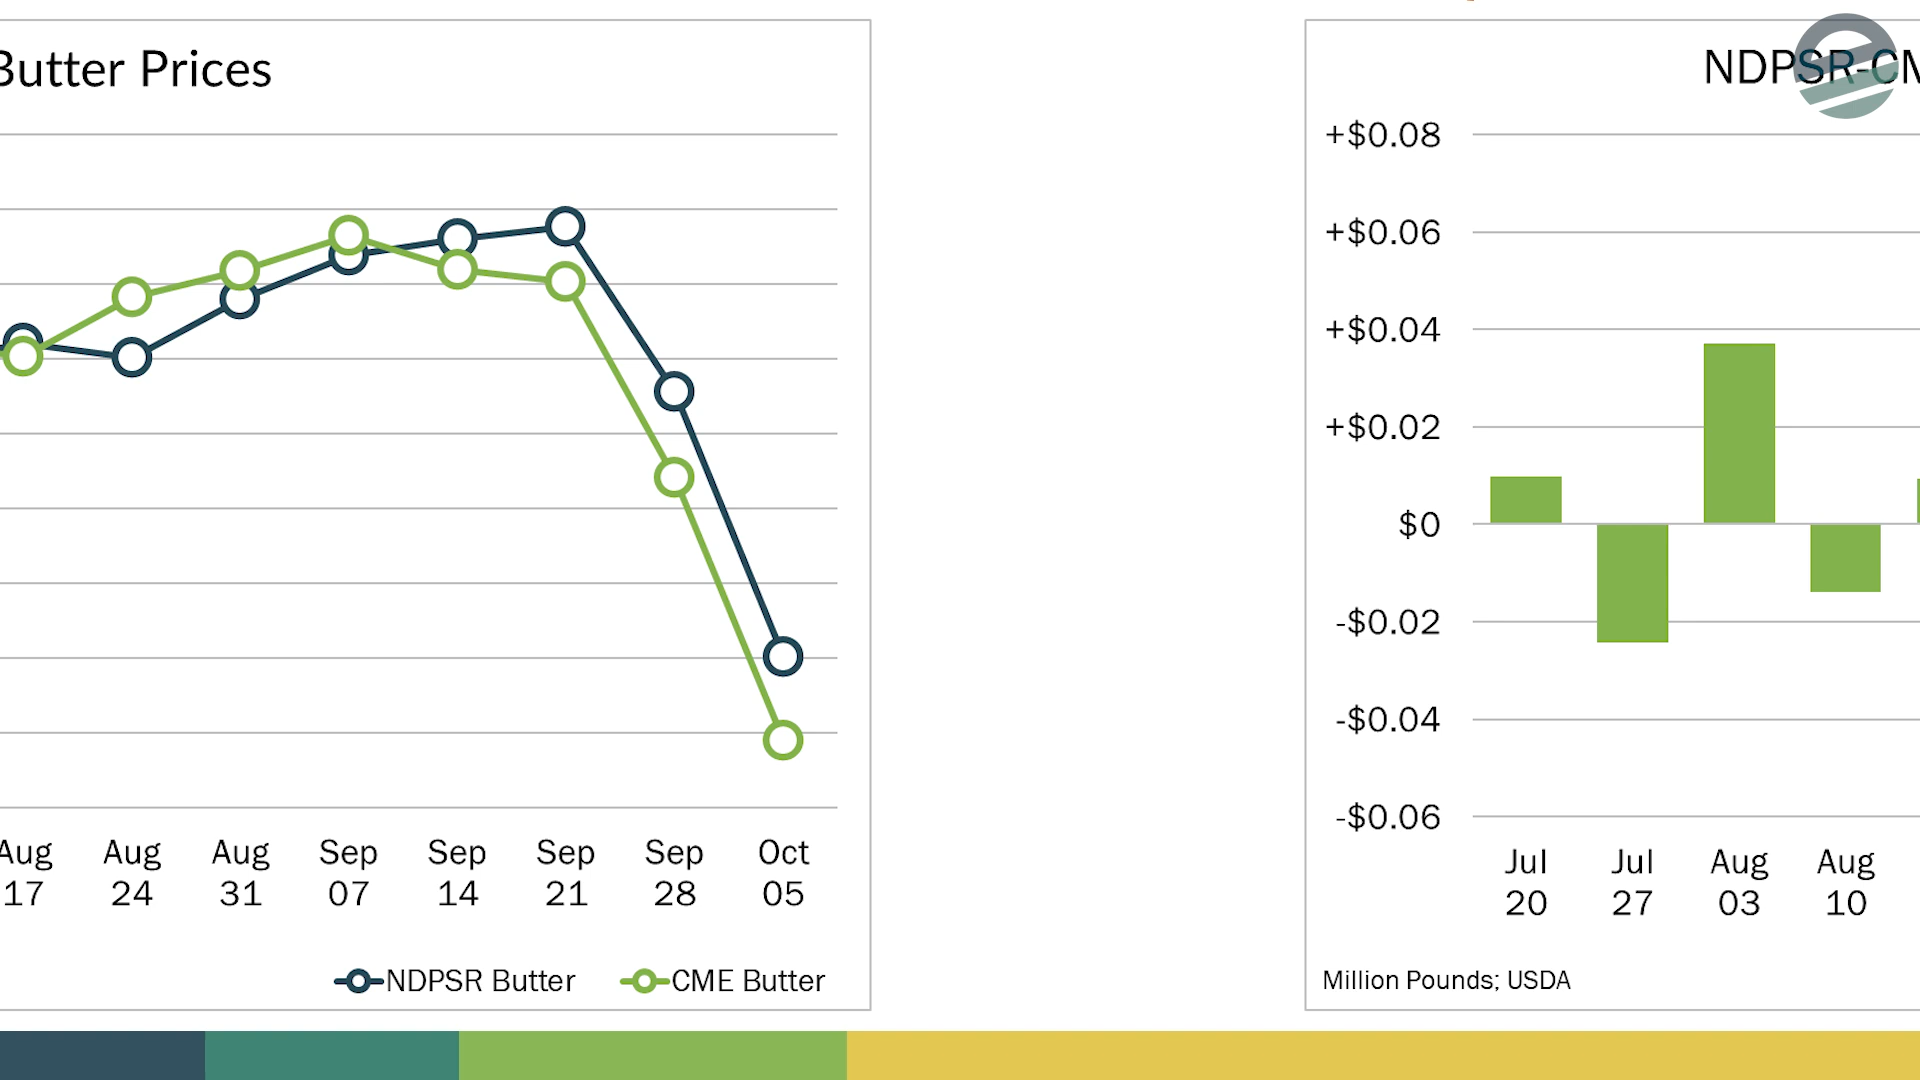 Butter Prices
Aug Aug Aug Sep Sep Sep Sep Oct
17 24 31 07 14 21 28 05
NDPSR Butter CME Butter
NDPSR-CM
+$0.08
+$0.06
+$0.04
+$0.02
$0
-$0.02
-$0.04
-$0.06
Jul Jul Aug Aug
20 27 03 10
Million Pounds; USDA